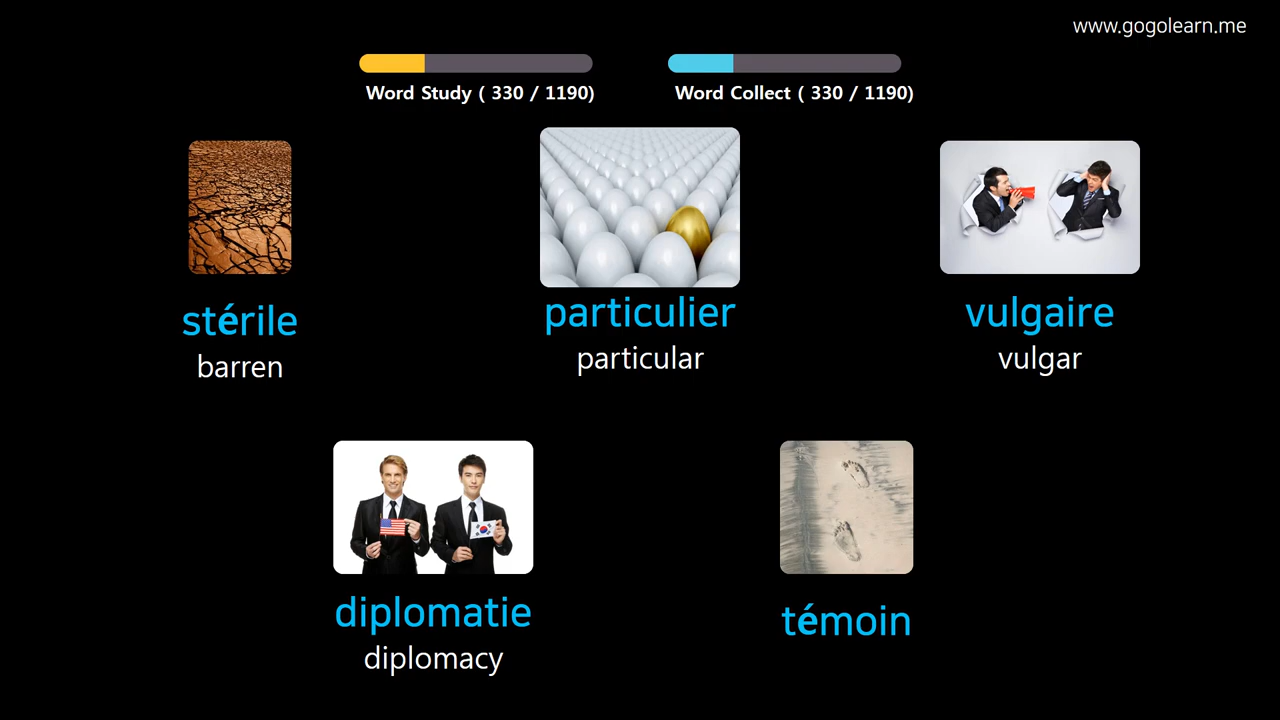 www.gogolearn.me
Word Study ( 330 / 1190)
Word Collect ( 330 / 1190)
stérile
barren
particulier
particular
vulgaire
vulgar
diplomatie
diplomacy
témoin